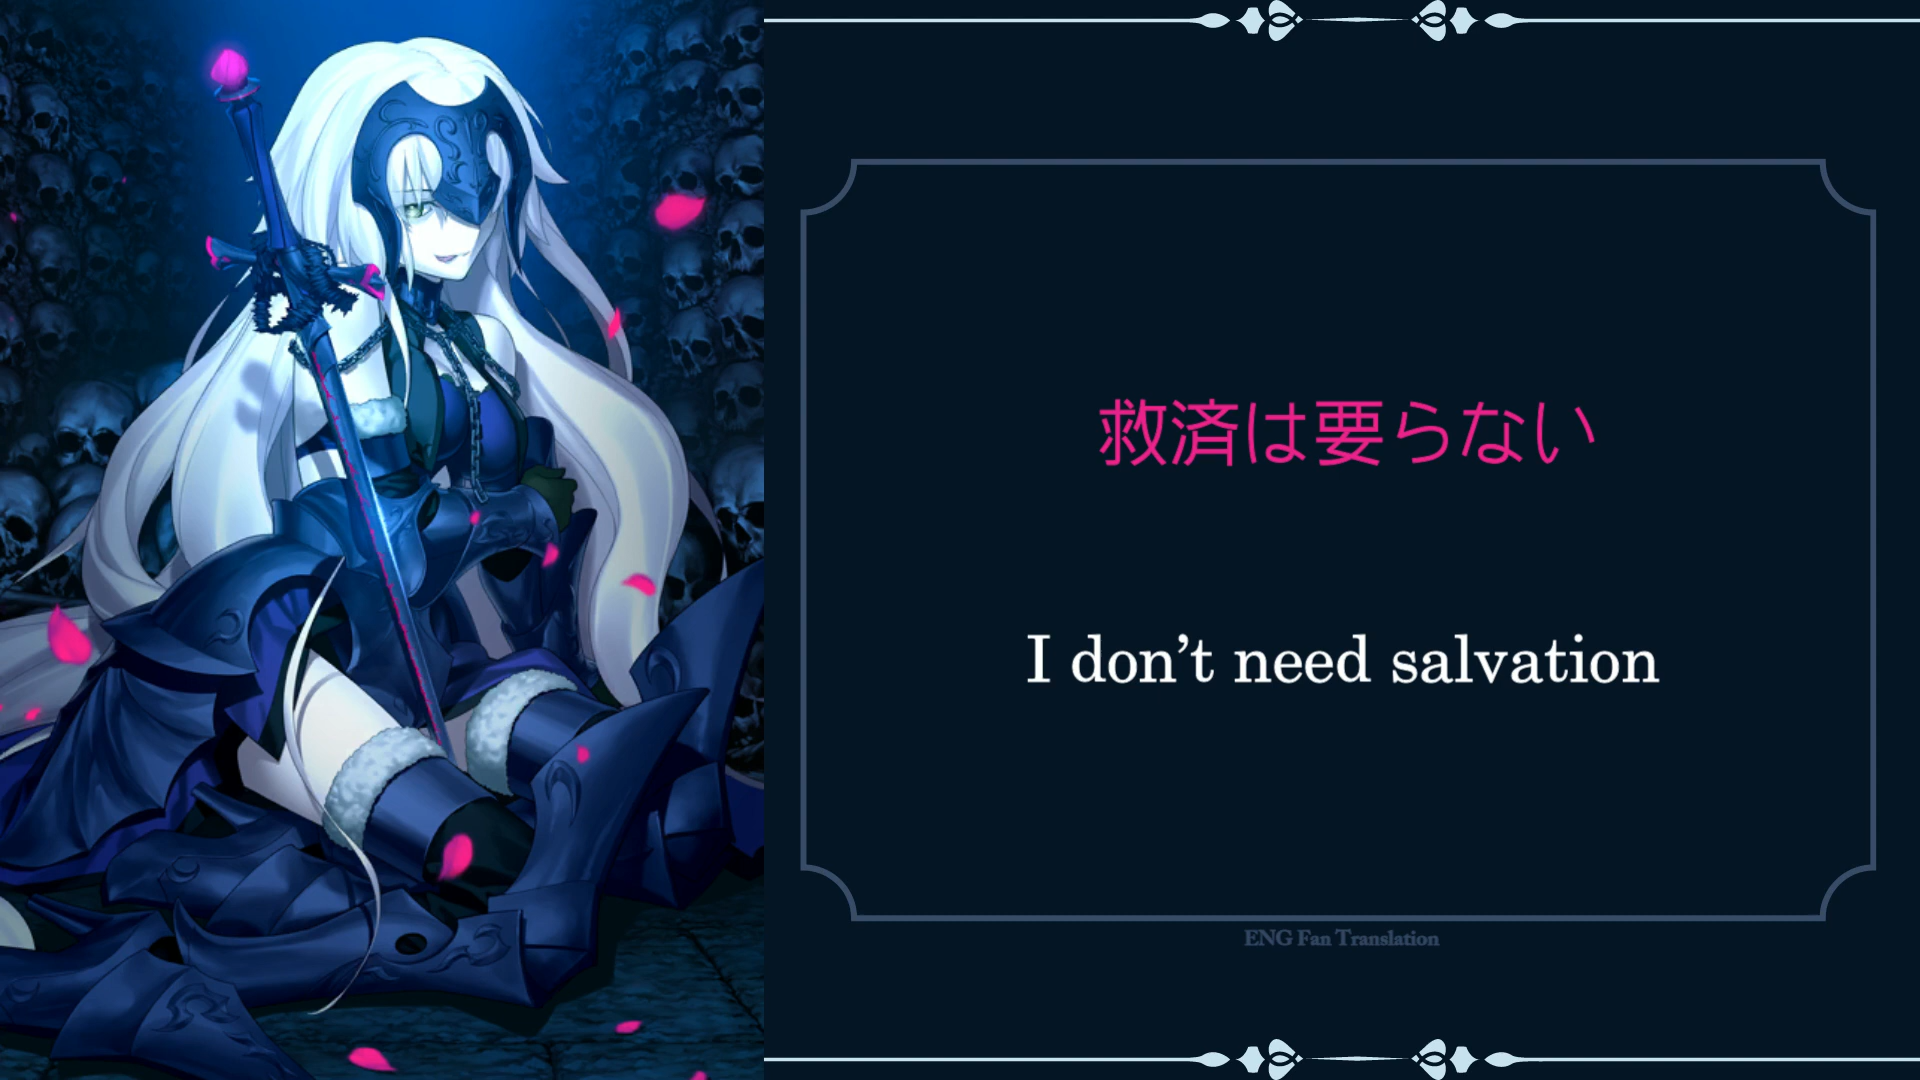 救済は要らない
I don’t need salvation
ENG Fan Translation